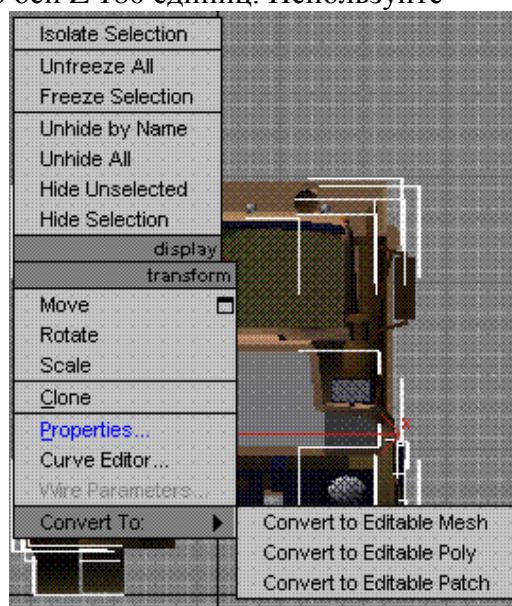 оси Z 180 единиц. Используйте
Isolate Selection
Unfreeze All
Freeze Selection
Unhide by Name
Unhide All
Hide Unselected
Hide Selection
display
transform
Move
Rotate
Scale
Clone
Properties...
Curve Editor...
Wire Parameters...
Convert To:
Convert to Editable Mesh
Convert to Editable Poly
Convert to Editable Patch
x